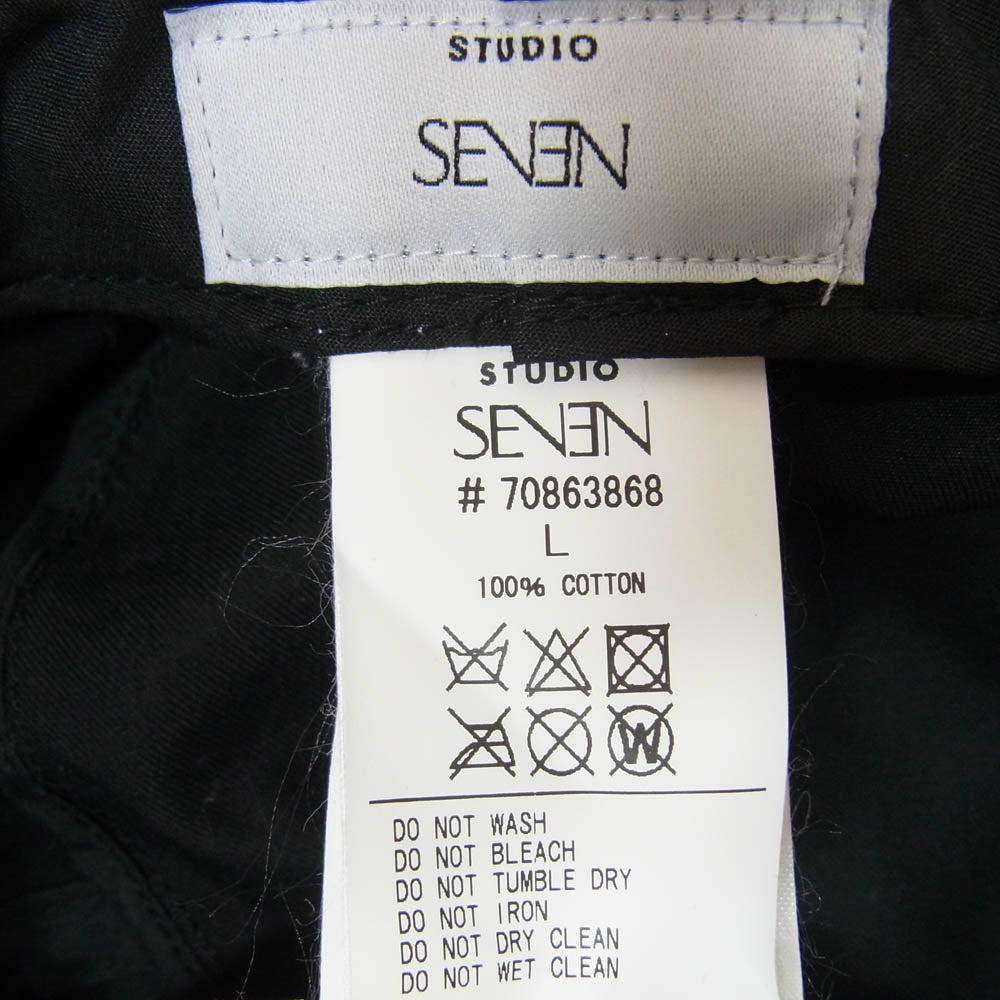 STUDIO
SEVEN
STUDIO
SEVEN
# 70863868
L
100% COTTON
W
DO NOT WASH
DO NOT BLEACH
DO NOT TUMBLE DRY
DO NOT IRON
DO NOT DRY CLEAN
DO NOT WET CLEAN